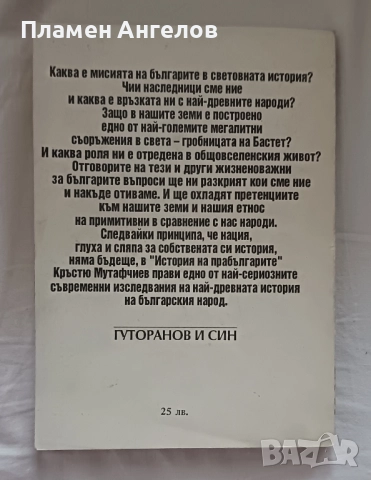 Пламен Ангелов
Каква е мисията на българите в световната история?
Чии наследници сме ние
и каква е връзката ни с най-древните народи?
Защо в нашите земи е построено
едно от най-големите мегалитни
съоръжения в света – гробницата на Бастет?
И каква роля ни е отредена в общовселенския живот?
Отговорите на тези и други жизненоважни
за българите въпроси ще ни разкрият кои сме ние
и накъде отиваме. И ще охладят претенциите
към нашите земи и нашия етнос
на примитивни в сравнение с нас народи.
Следвайки принципа, че нация,
глуха и сляпа за собствената си история,
няма бъдеще, в "История на прабългарите"
Кръстю Мутафчиев прави едно от най-сериозните
съвременни изследвания на най-древната история
на българския народ.
ГУТОРАНОВ И СИН
25 лв.
BAZAR